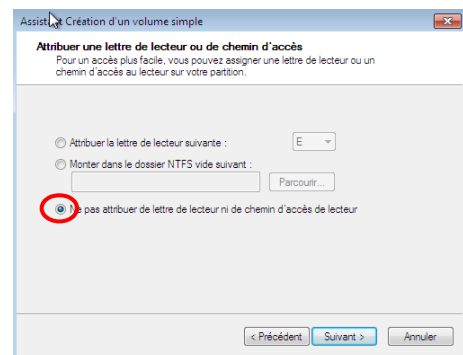 Assistant Création d'un volume simple
Attribuer une lettre de lecteur ou de chemin d'accès
Pour un accès plus facile, vous pouvez assigner une lettre de lecteur ou un
chemin d'accès au lecteur sur votre partition.
Attribuer la lettre de lecteur suivante :
E
Monter dans le dossier NTFS vide suivant :
Parcourir...
Ne pas attribuer de lettre de lecteur ni de chemin d'accès de lecteur
< Précédent
Suivant >
Annuler